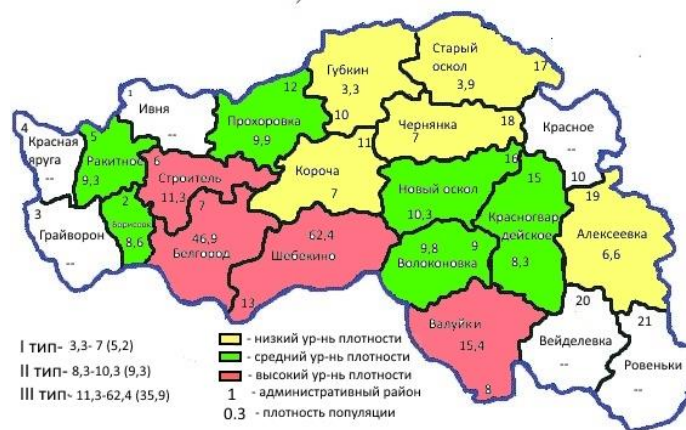 Старый
оскол
17
3,9
Губкин
3,3
10
12
Прохоровка
9,9
1
Ивня
--
4
Красная
яруга
--
5
Ракитное
9,3
6
Строитель
11,3
11
Короча
7
18
Чернянка
7
Красное
--
10
16
Новый оскол
10,3
15
Красногвар
дейское
8,3
19
Алексеевка
6,6
3
Грайворон
--
2
Борисовка
8,6
7
46,9
Белгород
62,4
Шебекино
13
9,8
9
Волоконовка
Валуйки
15,4
8
20
Вейделевка
--
21
Ровеньки
--
I тип- 3,3- 7 (5,2)
II тип- 8,3-10,3 (9,3)
III тип- 11,3-62,4 (35,9)
- низкий ур-нь плотности
- средний ур-нь плотности
- высокий ур-нь плотности
1 - административный район
0.3 - плотность популяции